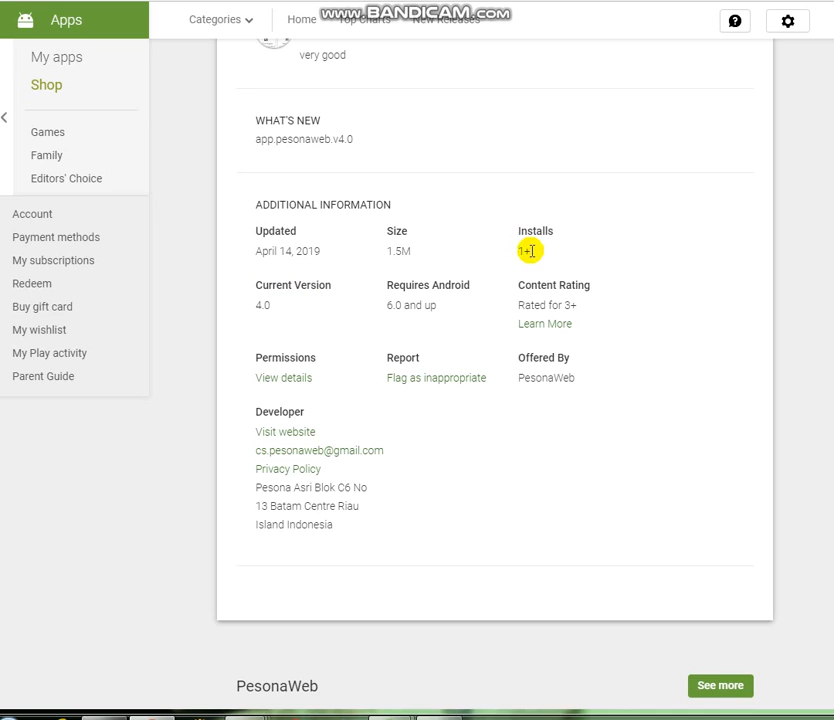 Apps
Categories
Home
Top Charts
New Releases
www.BANDICAM.com
My apps
Shop
Games
Family
Editors' Choice
Account
Payment methods
My subscriptions
Redeem
Buy gift card
My wishlist
My Play activity
Parent Guide
very good
WHAT'S NEW
app.pesonaweb.v4.0
ADDITIONAL INFORMATION
Updated
April 14, 2019
Size
1.5M
Installs
1+
Current Version
4.0
Requires Android
6.0 and up
Content Rating
Rated for 3+
Learn More
Permissions
View details
Report
Flag as inappropriate
Offered By
PesonaWeb
Developer
Visit website
cs.pesonaweb@gmail.com
Privacy Policy
Pesona Asri Blok C6 No
13 Batam Centre Riau
Island Indonesia
PesonaWeb
See more